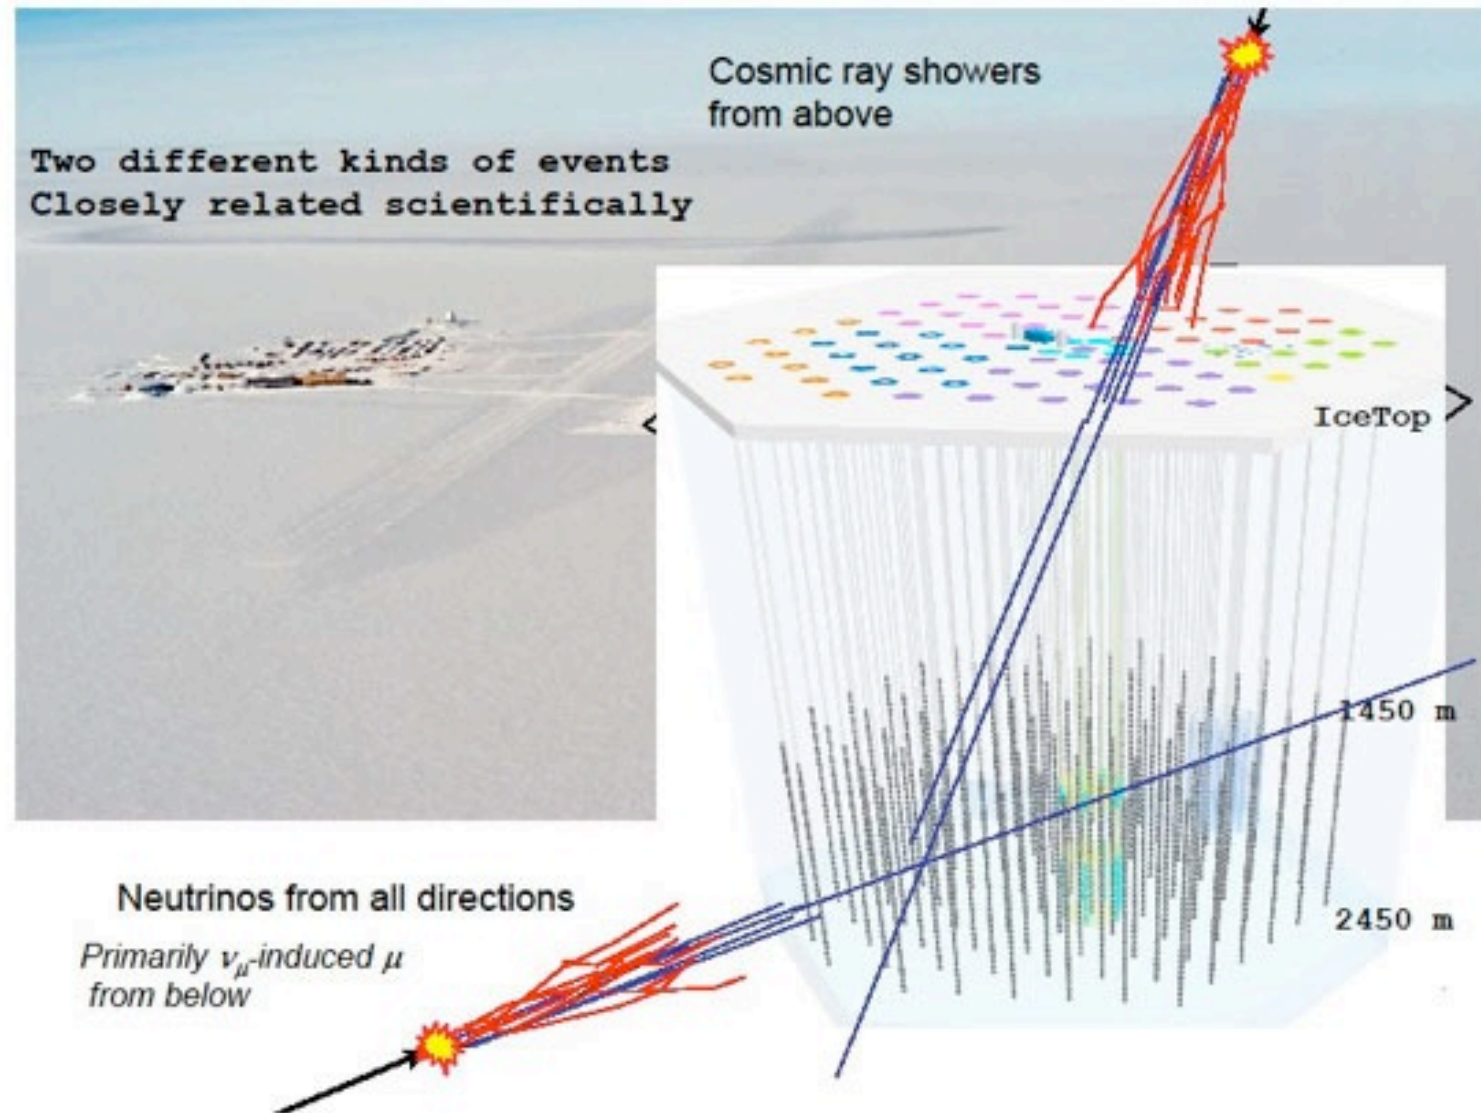 Cosmic ray showers
from above
Two different kinds of events
Closely related scientifically
IceTop
1450 m
2450 m
Neutrinos from all directions
Primarily νμ-induced μ
from below